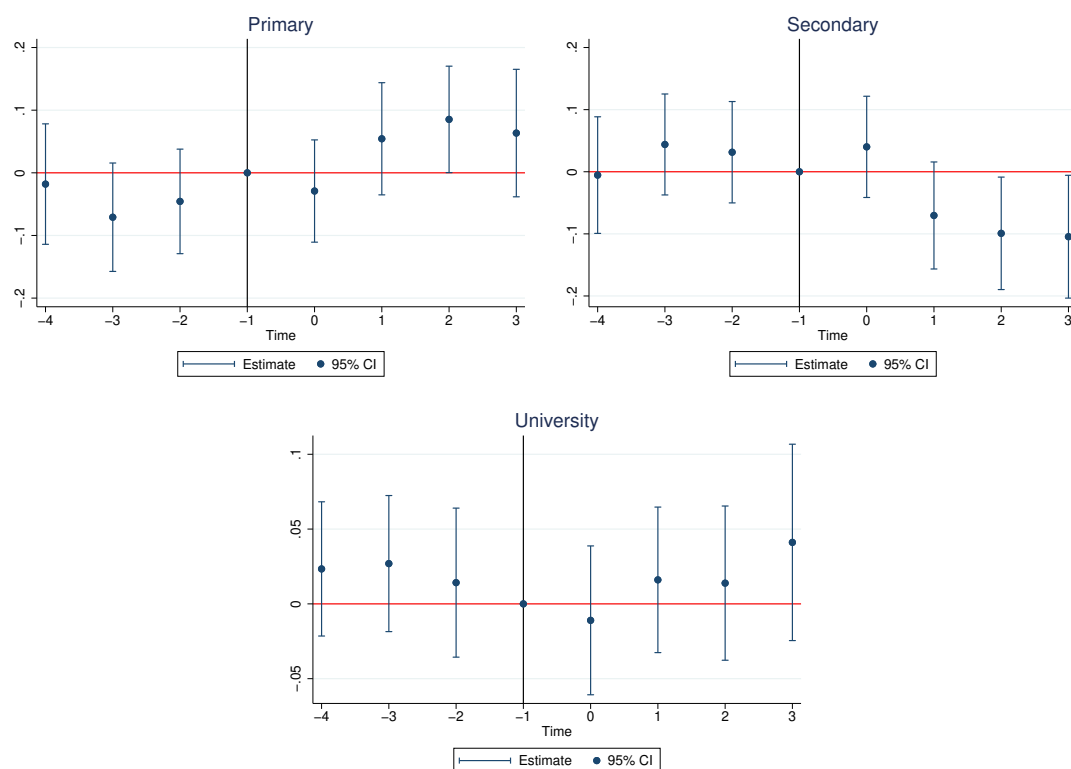 Primary
.2
.1
0
-.1
-.2
-4 -3 -2 -1 0 1 2 3
Time
Estimate 95% CI
Secondary
.2
.1
0
-.1
-.2
-4 -3 -2 -1 0 1 2 3
Time
Estimate 95% CI
University
.1
.05
0
-.05
-4 -3 -2 -1 0 1 2 3
Time
Estimate 95% CI